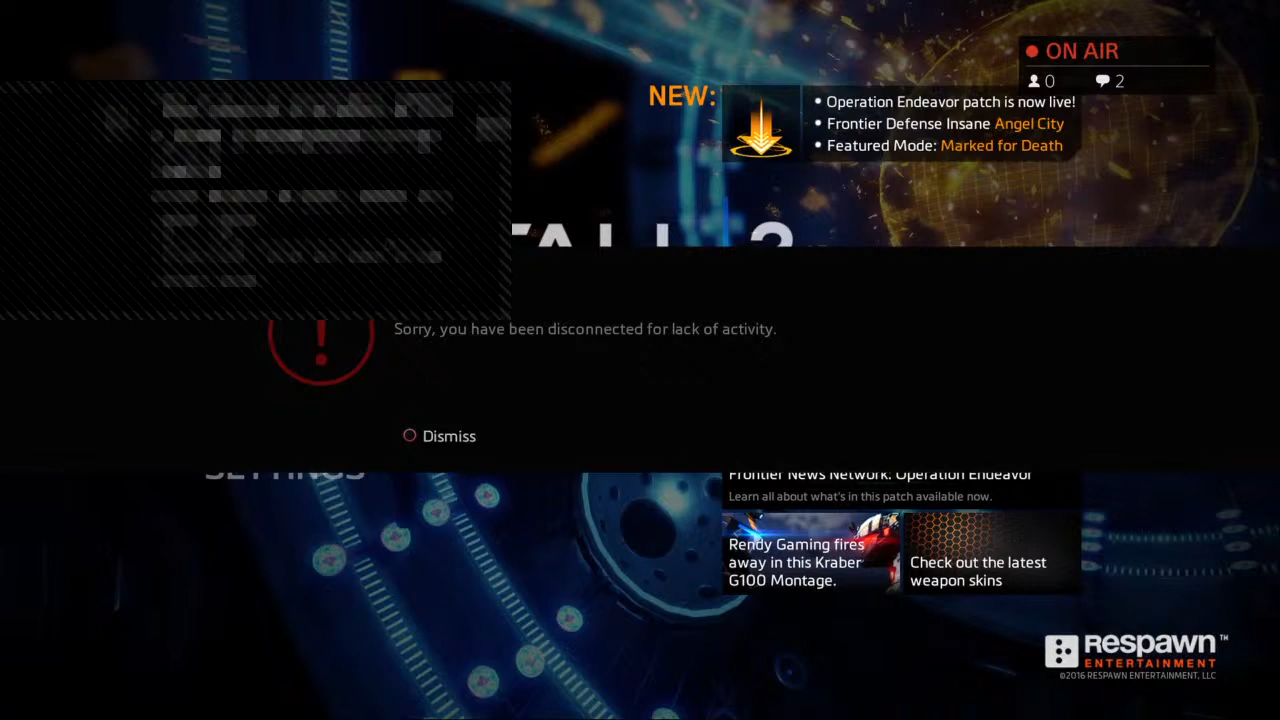 ON AIR
0 2
NEW:
Operation Endeavor patch is now live!
Frontier Defense Insane Angel City
Featured Mode: Marked for Death
Sorry, you have been disconnected for lack of activity.
Dismiss
SETTINGS
Frontier News Network: Operation Endeavor
Learn all about what's in this patch available now.
Rendy Gaming fires
away in this Kraber
G100 Montage.
Check out the latest
weapon skins
Respawn™
ENTERTAINMENT
©2016 RESPAWN ENTERTAINMENT, LLC